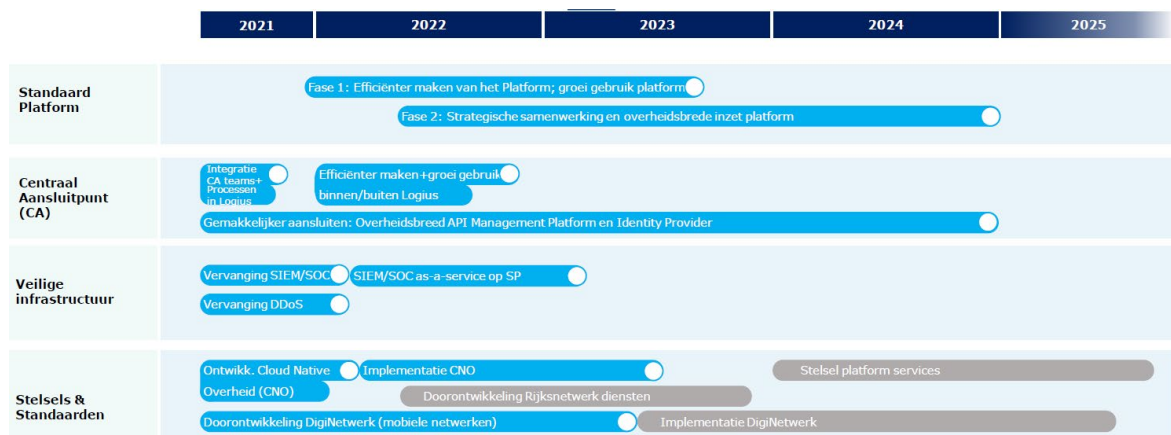 2021 2022 2023 2024 2025
Standaard
Platform
Fase 1: Efficiënter maken van het Platform; groei gebruik platform
Fase 2: Strategische samenwerking en overheidsbrede inzet platform
Centraal
Aansluitpunt
(CA)
Integratie
CA teams+
Processen
in Logius
Efficiënter maken+groei gebruik
binnen/buiten Logius
Gemakkelijker aansluiten: Overheidsbreed API Management Platform en Identity Provider
Veilige
infrastructuur
Vervanging SIEM/SOC
SIEM/SOC as-a-service op SP
Vervanging DDoS
Stelsels &
Standaarden
Ontwikk. Cloud Native
Overheid (CNO)
Implementatie CNO
Stelsel platform services
Doorontwikkeling Rijksnetwerk diensten
Doorontwikkeling DigiNetwerk (mobiele netwerken)
Implementatie DigiNetwerk